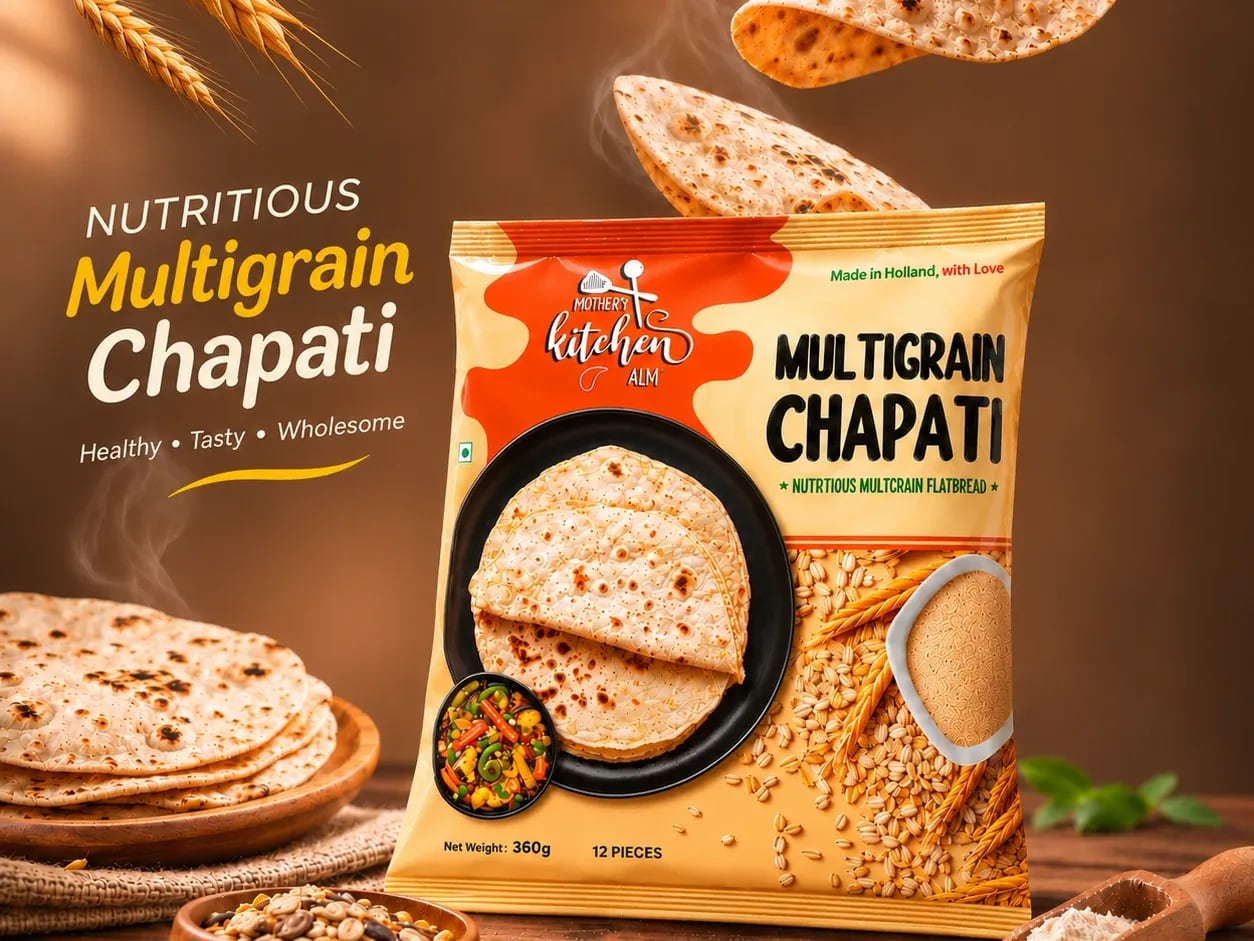 NUTRITIOUS
Multigrain
Chapati
Healthy • Tasty • Wholesome
MOTHER'S
kitchen
ALM
Made in Holland, with Love
MULTIGRAIN
CHAPATI
★ NUTRTIOUS MULTCRAIN FLATBREAD ★
Net Weight: 360g
12 PIECES